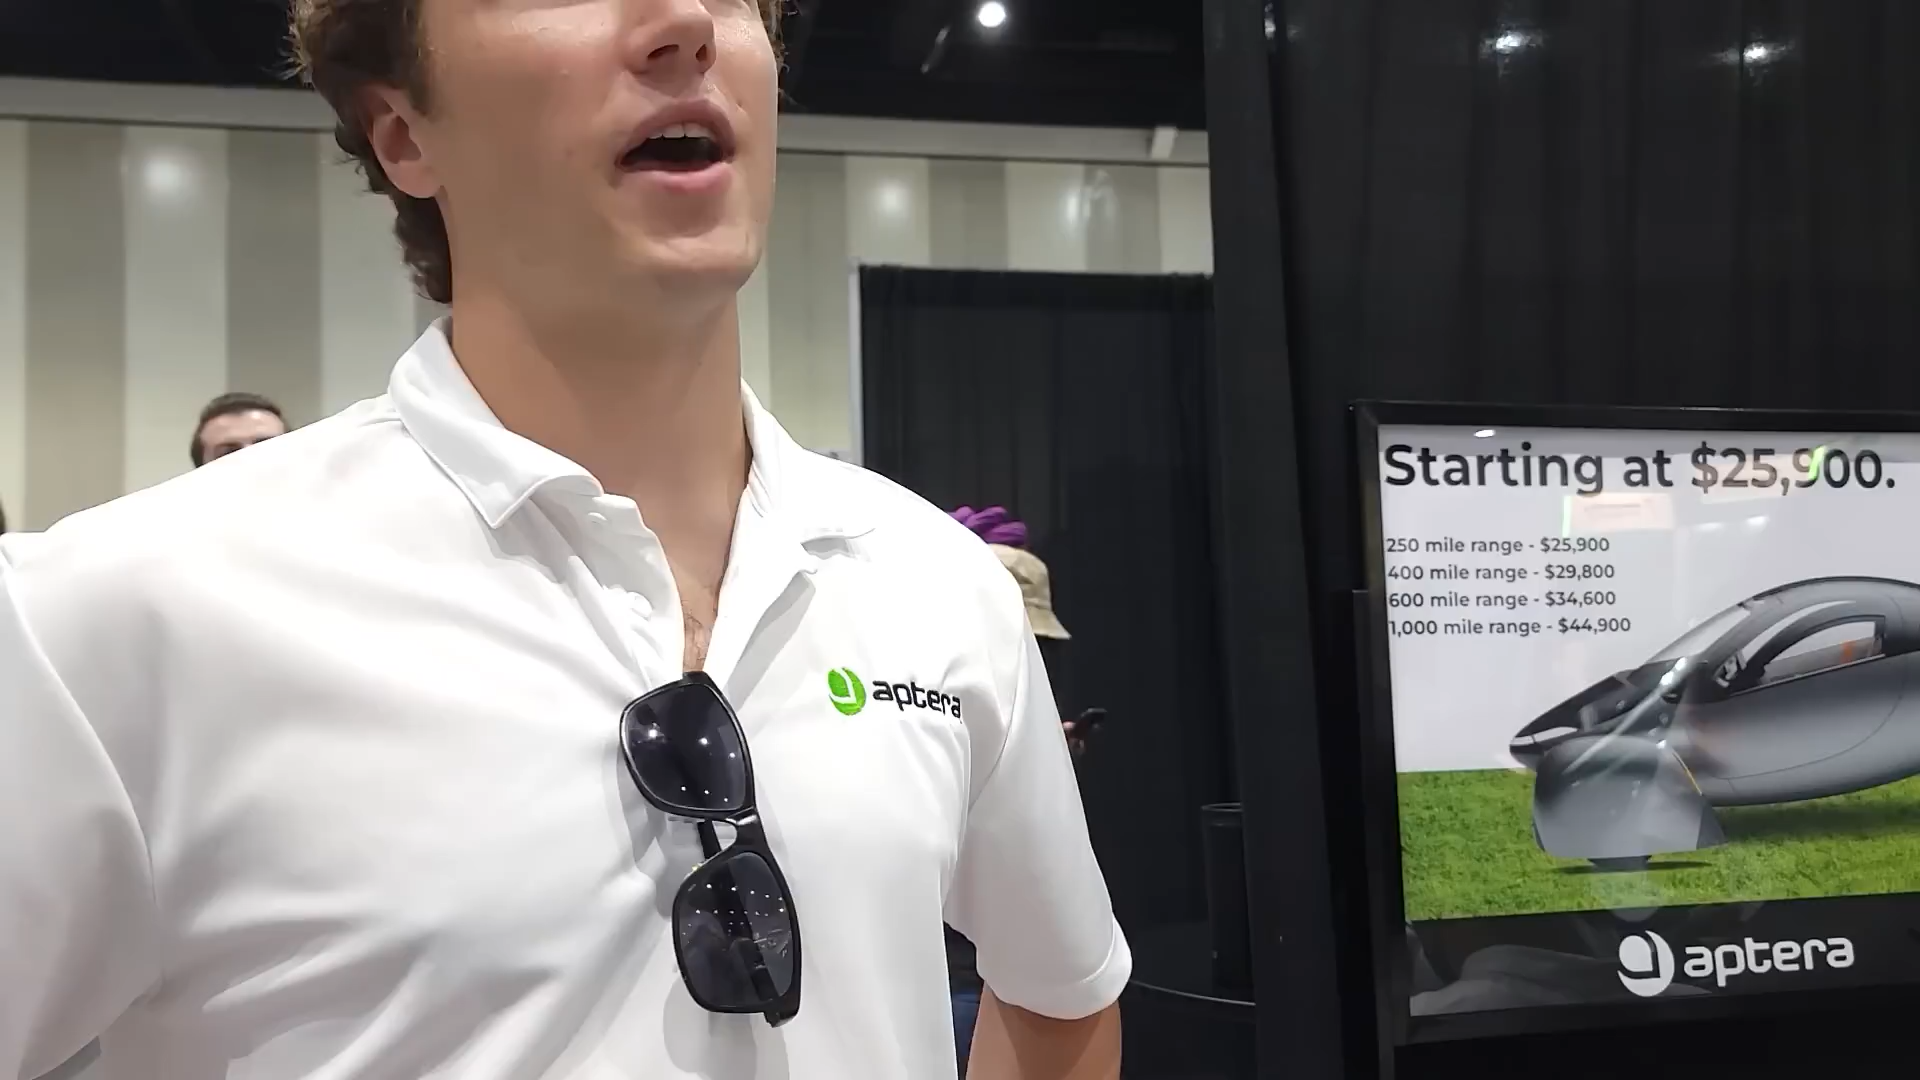 Starting at $25,900.
250 mile range - $25,900
400 mile range - $29,800
600 mile range - $34,600
1,000 mile range - $44,900
aptera
aptera